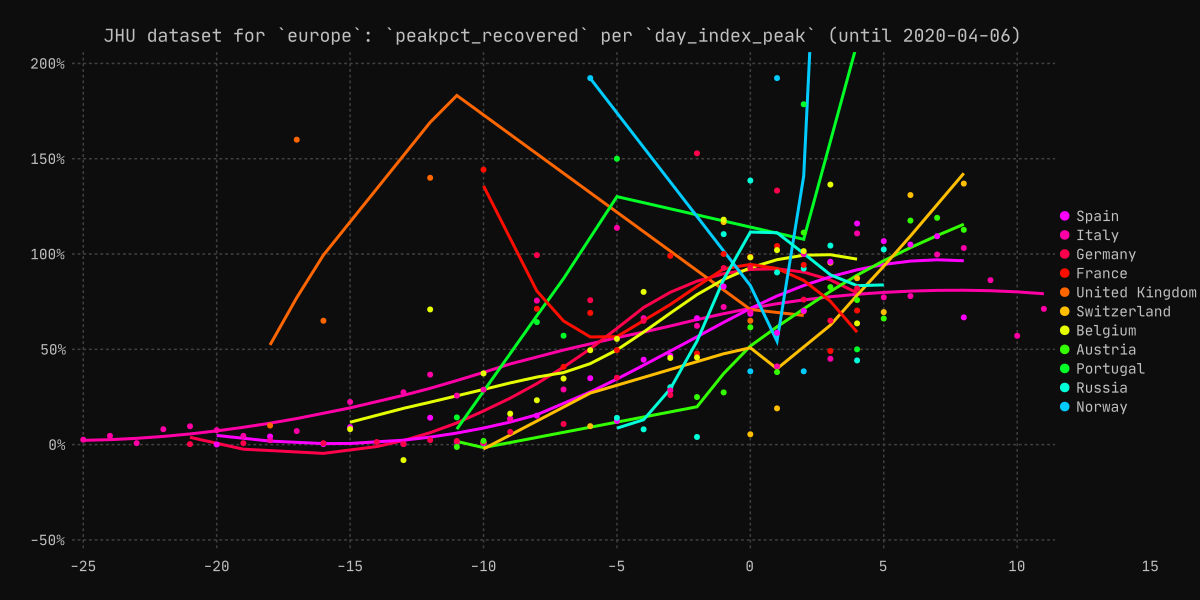 JHU dataset for `europe`: `peakpct_recovered` per `day_index_peak` (until 2020-04-06)
200%
150%
100%
50%
0%
-50%
-25 -20 -15 -10 -5 0 5 10 15
Spain
Italy
Germany
France
United Kingdom
Switzerland
Belgium
Austria
Portugal
Russia
Norway